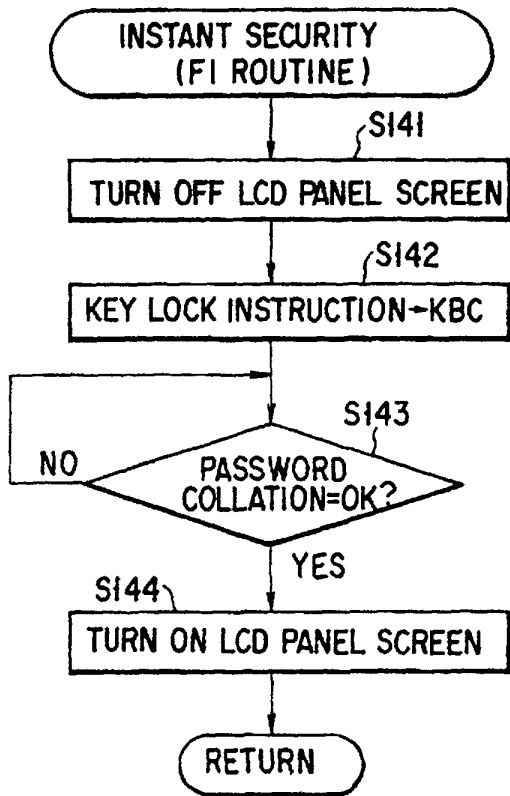 INSTANT SECURITY
(F1 ROUTINE)
S141
TURN OFF LCD PANEL SCREEN
S142
KEY LOCK INSTRUCTION→KBC
S143
NO
PASSWORD
COLLATION=OK?
YES
S144
TURN ON LCD PANEL SCREEN
RETURN